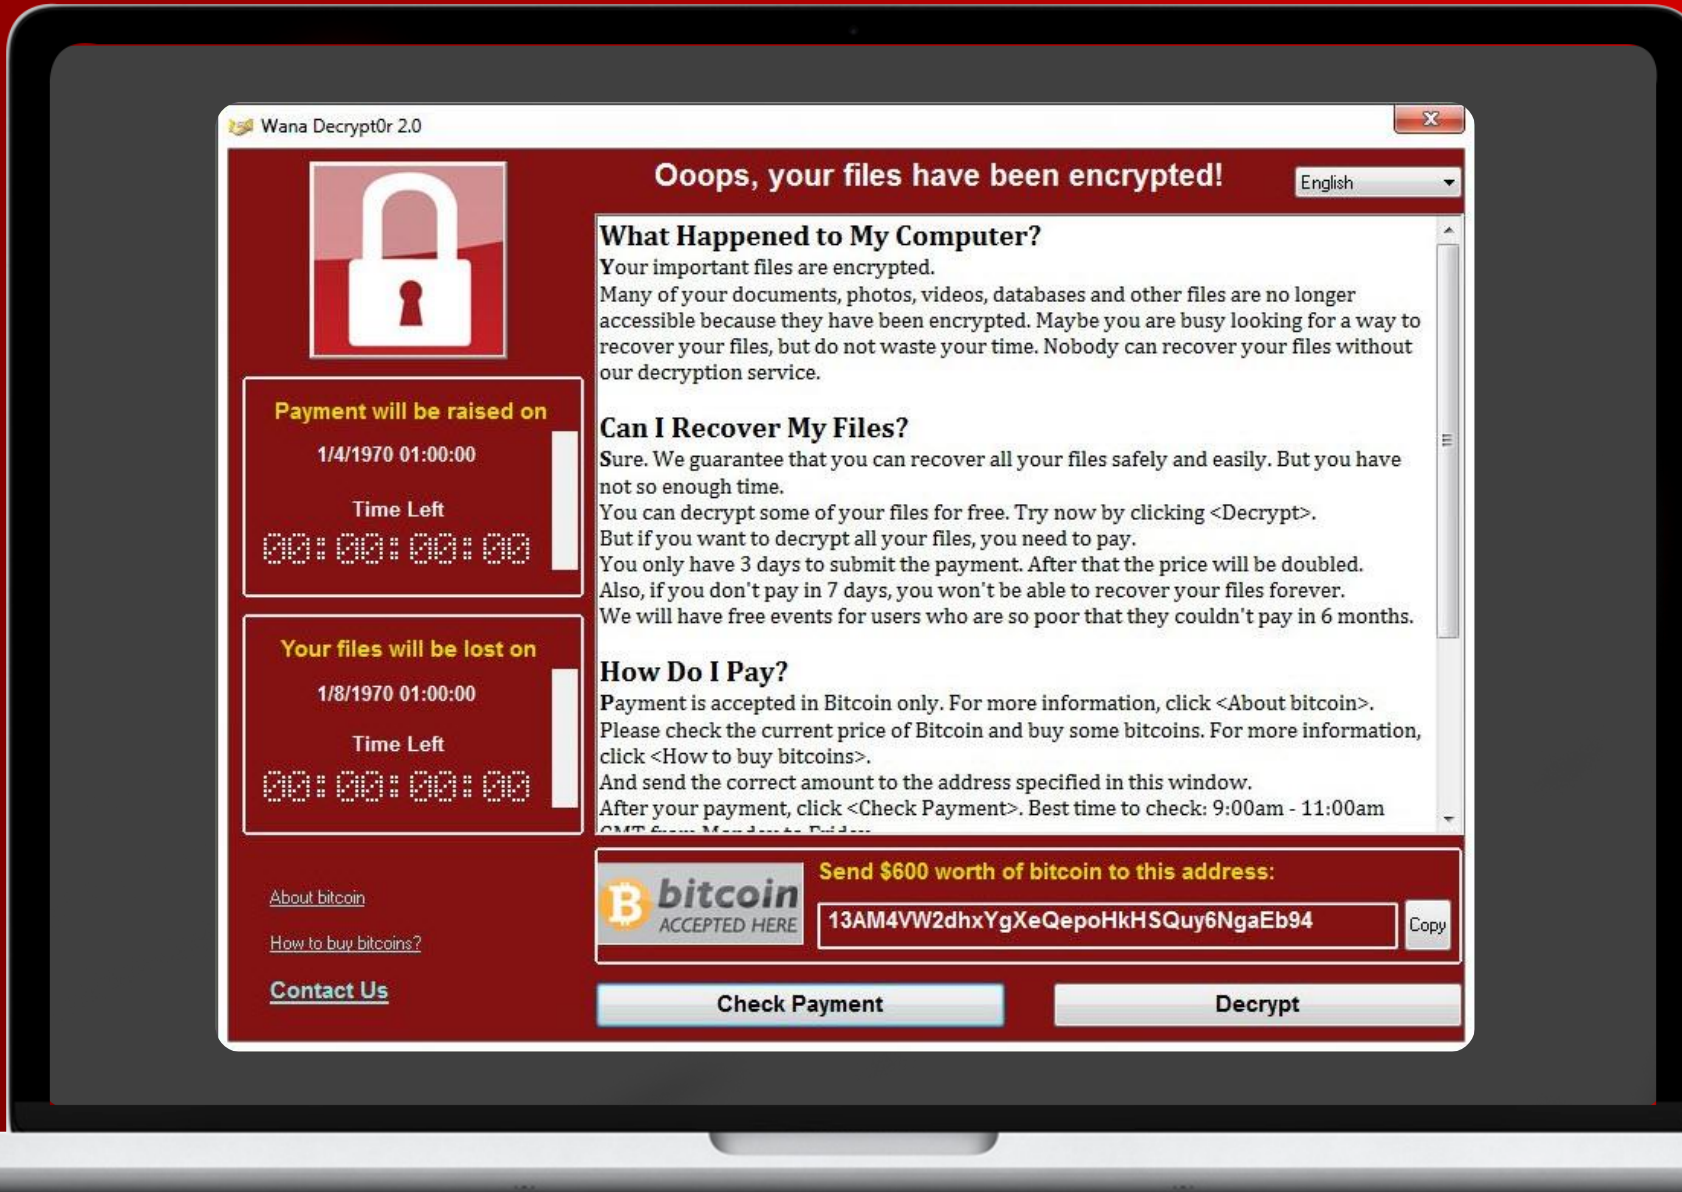 Wana Decrypt0r 2.0
Ooops, your files have been encrypted!
English
Payment will be raised on
1/4/1970 01:00:00
Time Left
00:00:00:00
Your files will be lost on
1/8/1970 01:00:00
Time Left
00:00:00:00
About bitcoin
How to buy bitcoins?
Contact Us
What Happened to My Computer?
Your important files are encrypted.
Many of your documents, photos, videos, databases and other files are no longer
accessible because they have been encrypted. Maybe you are busy looking for a way to
recover your files, but do not waste your time. Nobody can recover your files without
our decryption service.
Can I Recover My Files?
Sure. We guarantee that you can recover all your files safely and easily. But you have
not so enough time.
You can decrypt some of your files for free. Try now by clicking <Decrypt>.
But if you want to decrypt all your files, you need to pay.
You only have 3 days to submit the payment. After that the price will be doubled.
Also, if you don't pay in 7 days, you won't be able to recover your files forever.
We will have free events for users who are so poor that they couldn't pay in 6 months.
How Do I Pay?
Payment is accepted in Bitcoin only. For more information, click <About bitcoin>.
Please check the current price of Bitcoin and buy some bitcoins. For more information,
click <How to buy bitcoins>.
And send the correct amount to the address specified in this window.
After your payment, click <Check Payment>. Best time to check: 9:00am - 11:00am
GMT from Monday to Friday
bitcoin
ACCEPTED HERE
Send $600 worth of bitcoin to this address:
13AM4VW2dhxYgXeQepoHkHSQuy6NgaEb94
Copy
Check Payment
Decrypt